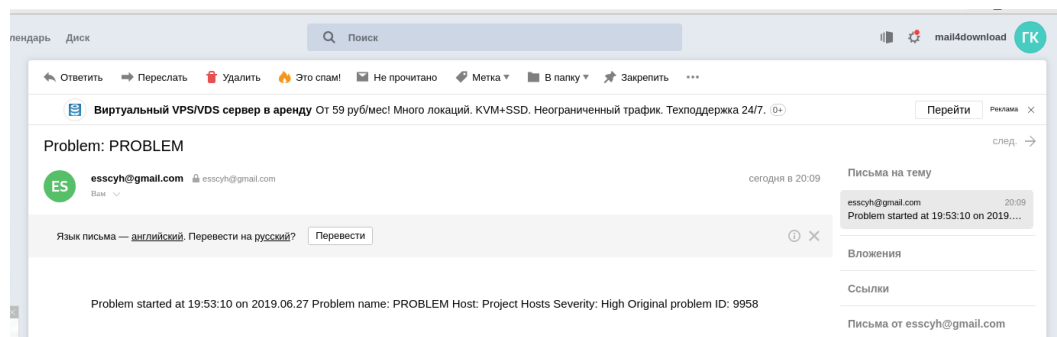 лендарь Диск Поиск mail4download ГК
Ответить Переслать Удалить Это спам! Не прочитано Метка В папку Закрепить
Виртуальный VPS/VDS сервер в аренду От 59 руб/мес! Много локаций. KVM+SSD. Неограниченный трафик. Техподдержка 24/7. 0+ Перейти Реклама
Problem: PROBLEM
след.
ES esscyh@gmail.com esscyh@gmail.com сегодня в 20:09
Вам
Язык письма — английский. Перевести на русский? Перевести
Problem started at 19:53:10 on 2019.06.27 Problem name: PROBLEM Host: Project Hosts Severity: High Original problem ID: 9958
Письма на тему
esscyh@gmail.com 20:09
Problem started at 19:53:10 on 2019....
Вложения
Ссылки
Письма от esscyh@gmail.com